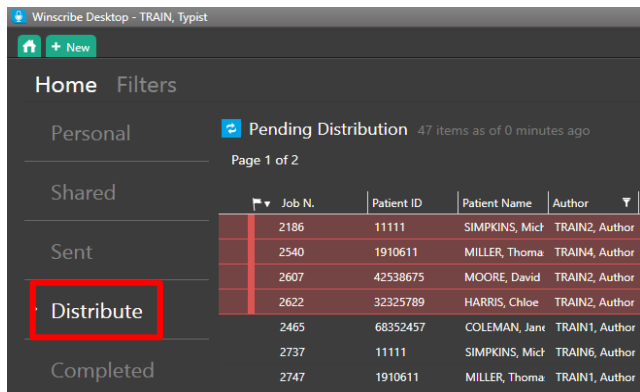 Winscribe Desktop - TRAIN, Typist
+ New
Home Filters
Personal
Shared
Sent
Distribute
Completed
Pending Distribution 47 items as of 0 minutes ago
Page 1 of 2
Job N. Patient ID Patient Name Author
2186 11111 SIMPKINS, Mich TRAIN2, Author
2540 1910611 MILLER, Thoma TRAIN4, Author
2607 42538675 MOORE, David TRAIN2, Author
2622 32325789 HARRIS, Chloe TRAIN2, Author
2465 68352457 COLEMAN, Jane TRAIN1, Author
2737 11111 SIMPKINS, Mich TRAIN6, Author
2747 1910611 MILLER, Thoma TRAIN1, Author